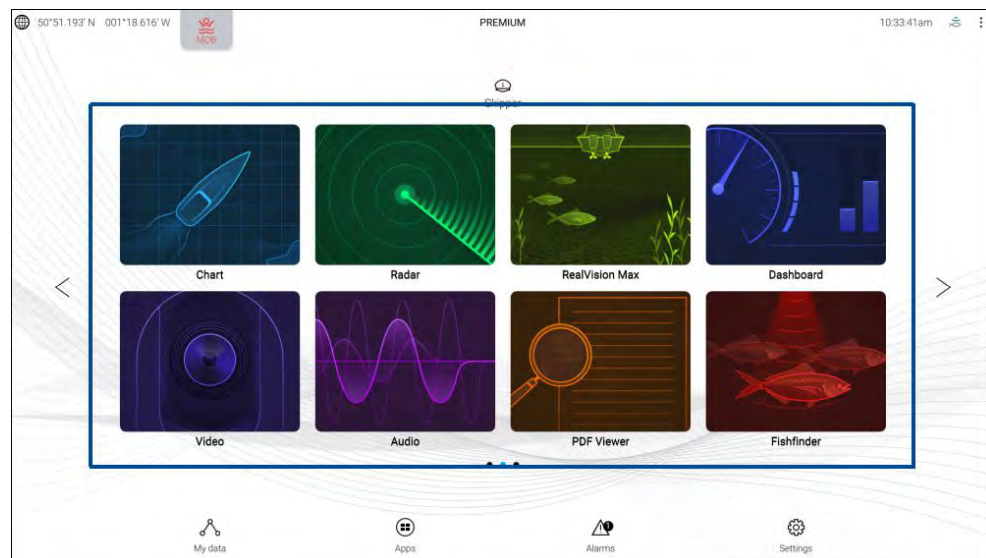 50°51.193' N 001°18.616' W
MOB
PREMIUM
10:33:41am
Skipper
Chart
Radar
RealVision Max
Dashboard
Video
Audio
PDF Viewer
Fishfinder
My data
Apps
Alarms
Settings